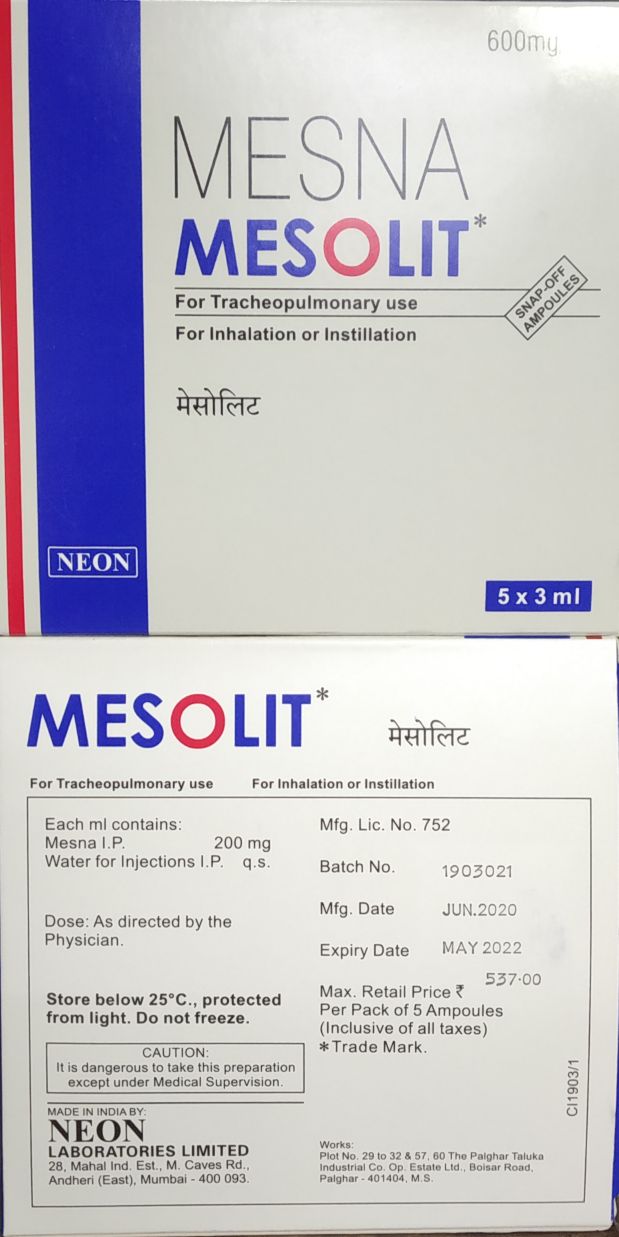 600mg
MESNA
MESOLIT*
For Tracheopulmonary use
SNAP-OFF
AMPOULES
For Inhalation or Instillation
मेसोलिट
NEON
5 x 3 ml
MESOLIT*
मेसोलिट
For Tracheopulmonary use For Inhalation or Instillation
Each ml contains:
Mesna I.P. 200 mg
Water for Injections I.P. q.s.
Dose: As directed by the
Physician.
Store below 25°C., protected
from light. Do not freeze.
CAUTION:
It is dangerous to take this preparation
except under Medical Supervision.
MADE IN INDIA BY:
NEON
LABORATORIES LIMITED
28, Mahal Ind. Est., M. Caves Rd.,
Andheri (East), Mumbai - 400 093.
Mfg. Lic. No. 752
Batch No. 1903021
Mfg. Date JUN.2020
Expiry Date MAY 2022
Max. Retail Price ₹ 537.00
Per Pack of 5 Ampoules
(Inclusive of all taxes)
* Trade Mark.
CI1903/1
Works:
Plot No. 29 to 32 & 57, 60 The Palghar Taluka
Industrial Co. Op. Estate Ltd., Boisar Road,
Palghar - 401404, M.S.